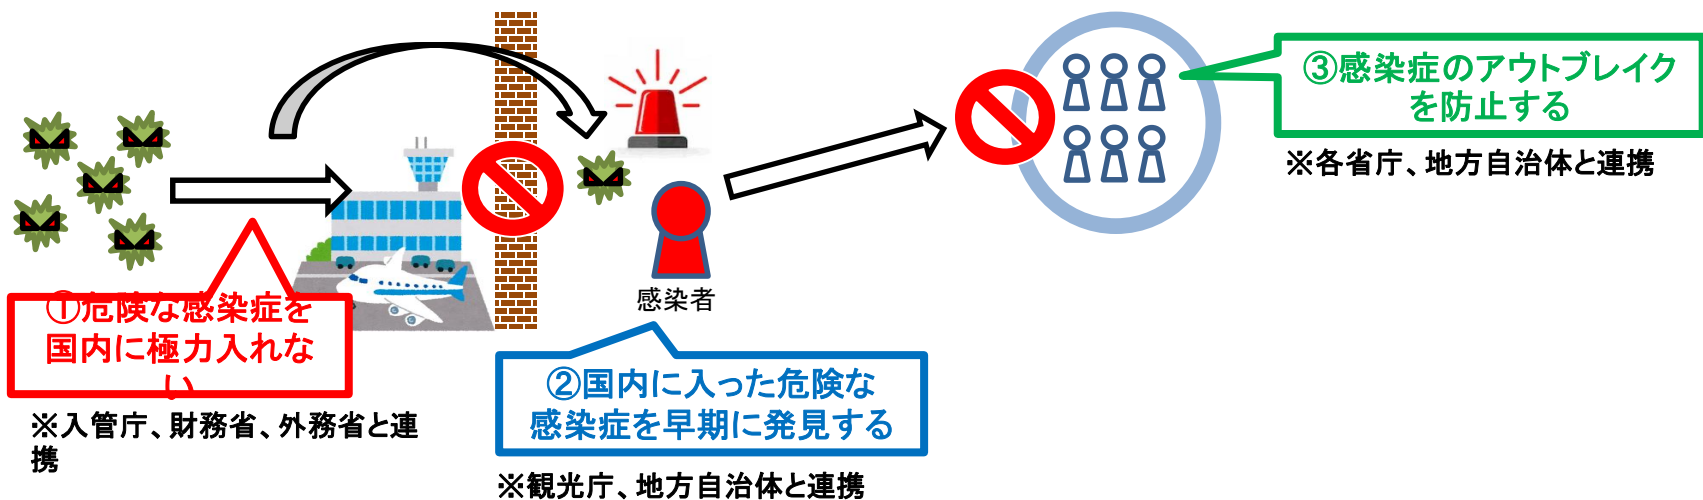 ①危険な感染症を
国内に極力入れな
い
※入管庁、財務省、外務省と連
携
感染者
②国内に入った危険な
感染症を早期に発見する
※観光庁、地方自治体と連携
③感染症のアウトブレイク
を防止する
※各省庁、地方自治体と連携